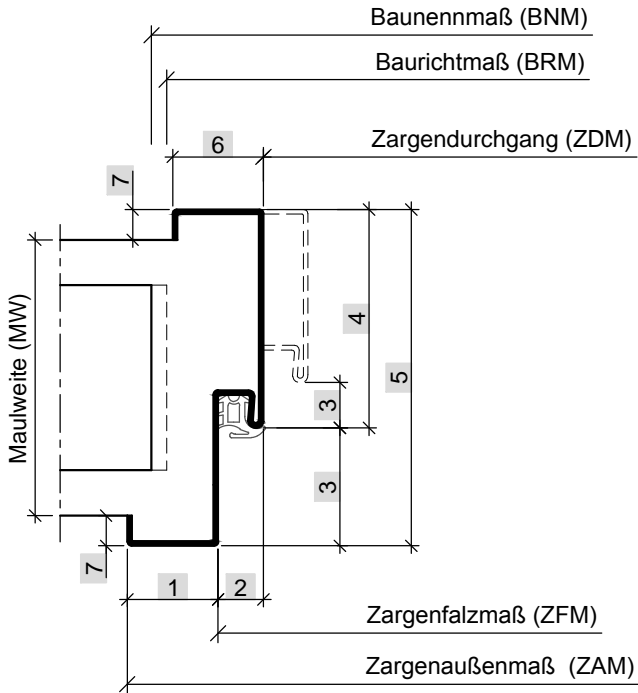 Baunennmaß (BNM)
Baurichtmaß (BRM)
6
Zargendurchgang (ZDM)
7
Maulweite (MW)
4
5
3
3
7
1
2
Zargenfalzmaß (ZFM)
Zargenaußenmaß (ZAM)